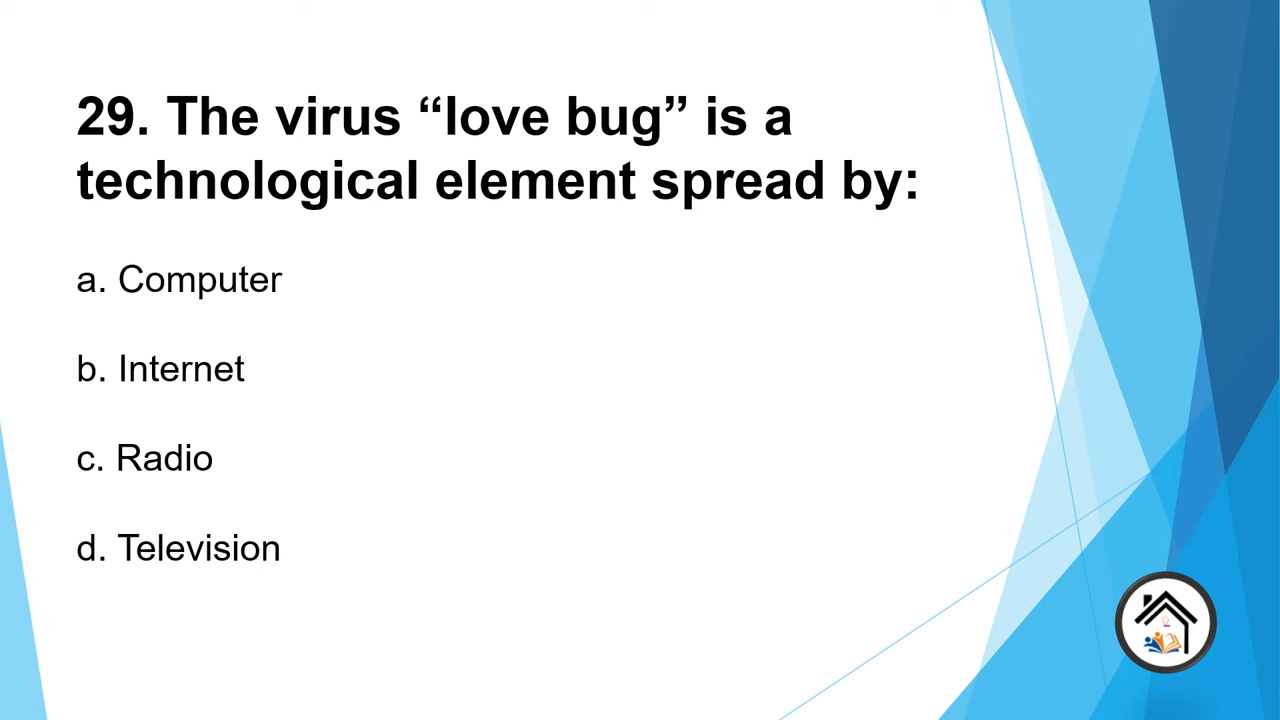 29. The virus “love bug” is a
technological element spread by:
a. Computer
b. Internet
c. Radio
d. Television